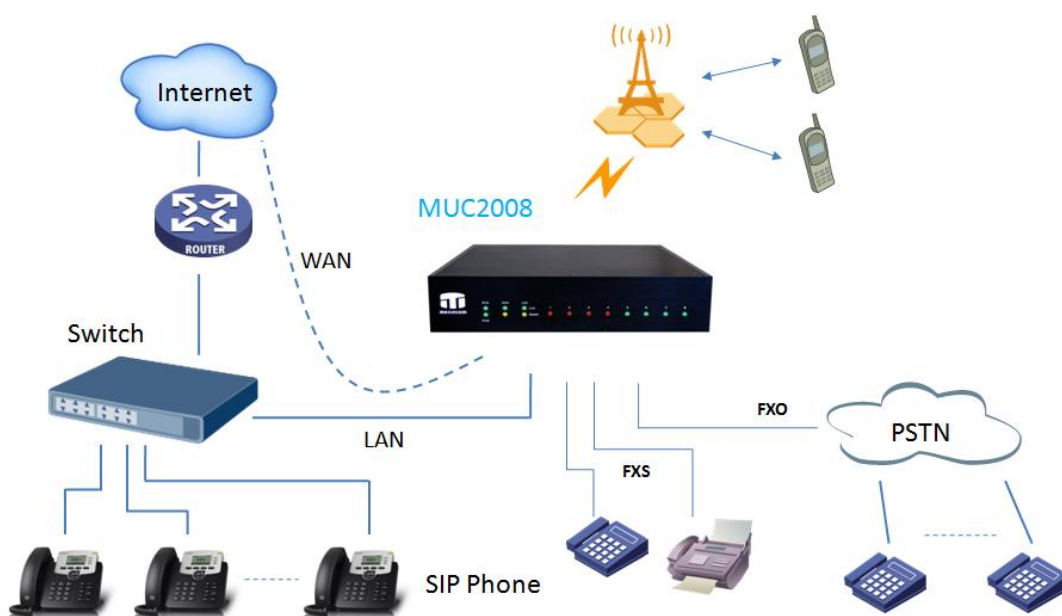 Internet
MUC2008
ROUTER
WAN
Switch
FXO
PSTN
LAN
FXS
SIP Phone